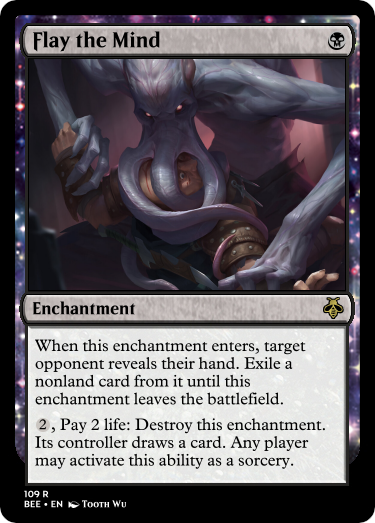 Flay the Mind
Enchantment
When this enchantment enters, target
opponent reveals their hand. Exile a
nonland card from it until this
enchantment leaves the battlefield.
2, Pay 2 life: Destroy this enchantment.
Its controller draws a card. Any player
may activate this ability as a sorcery.
109 R
BEE • EN Tooth Wu